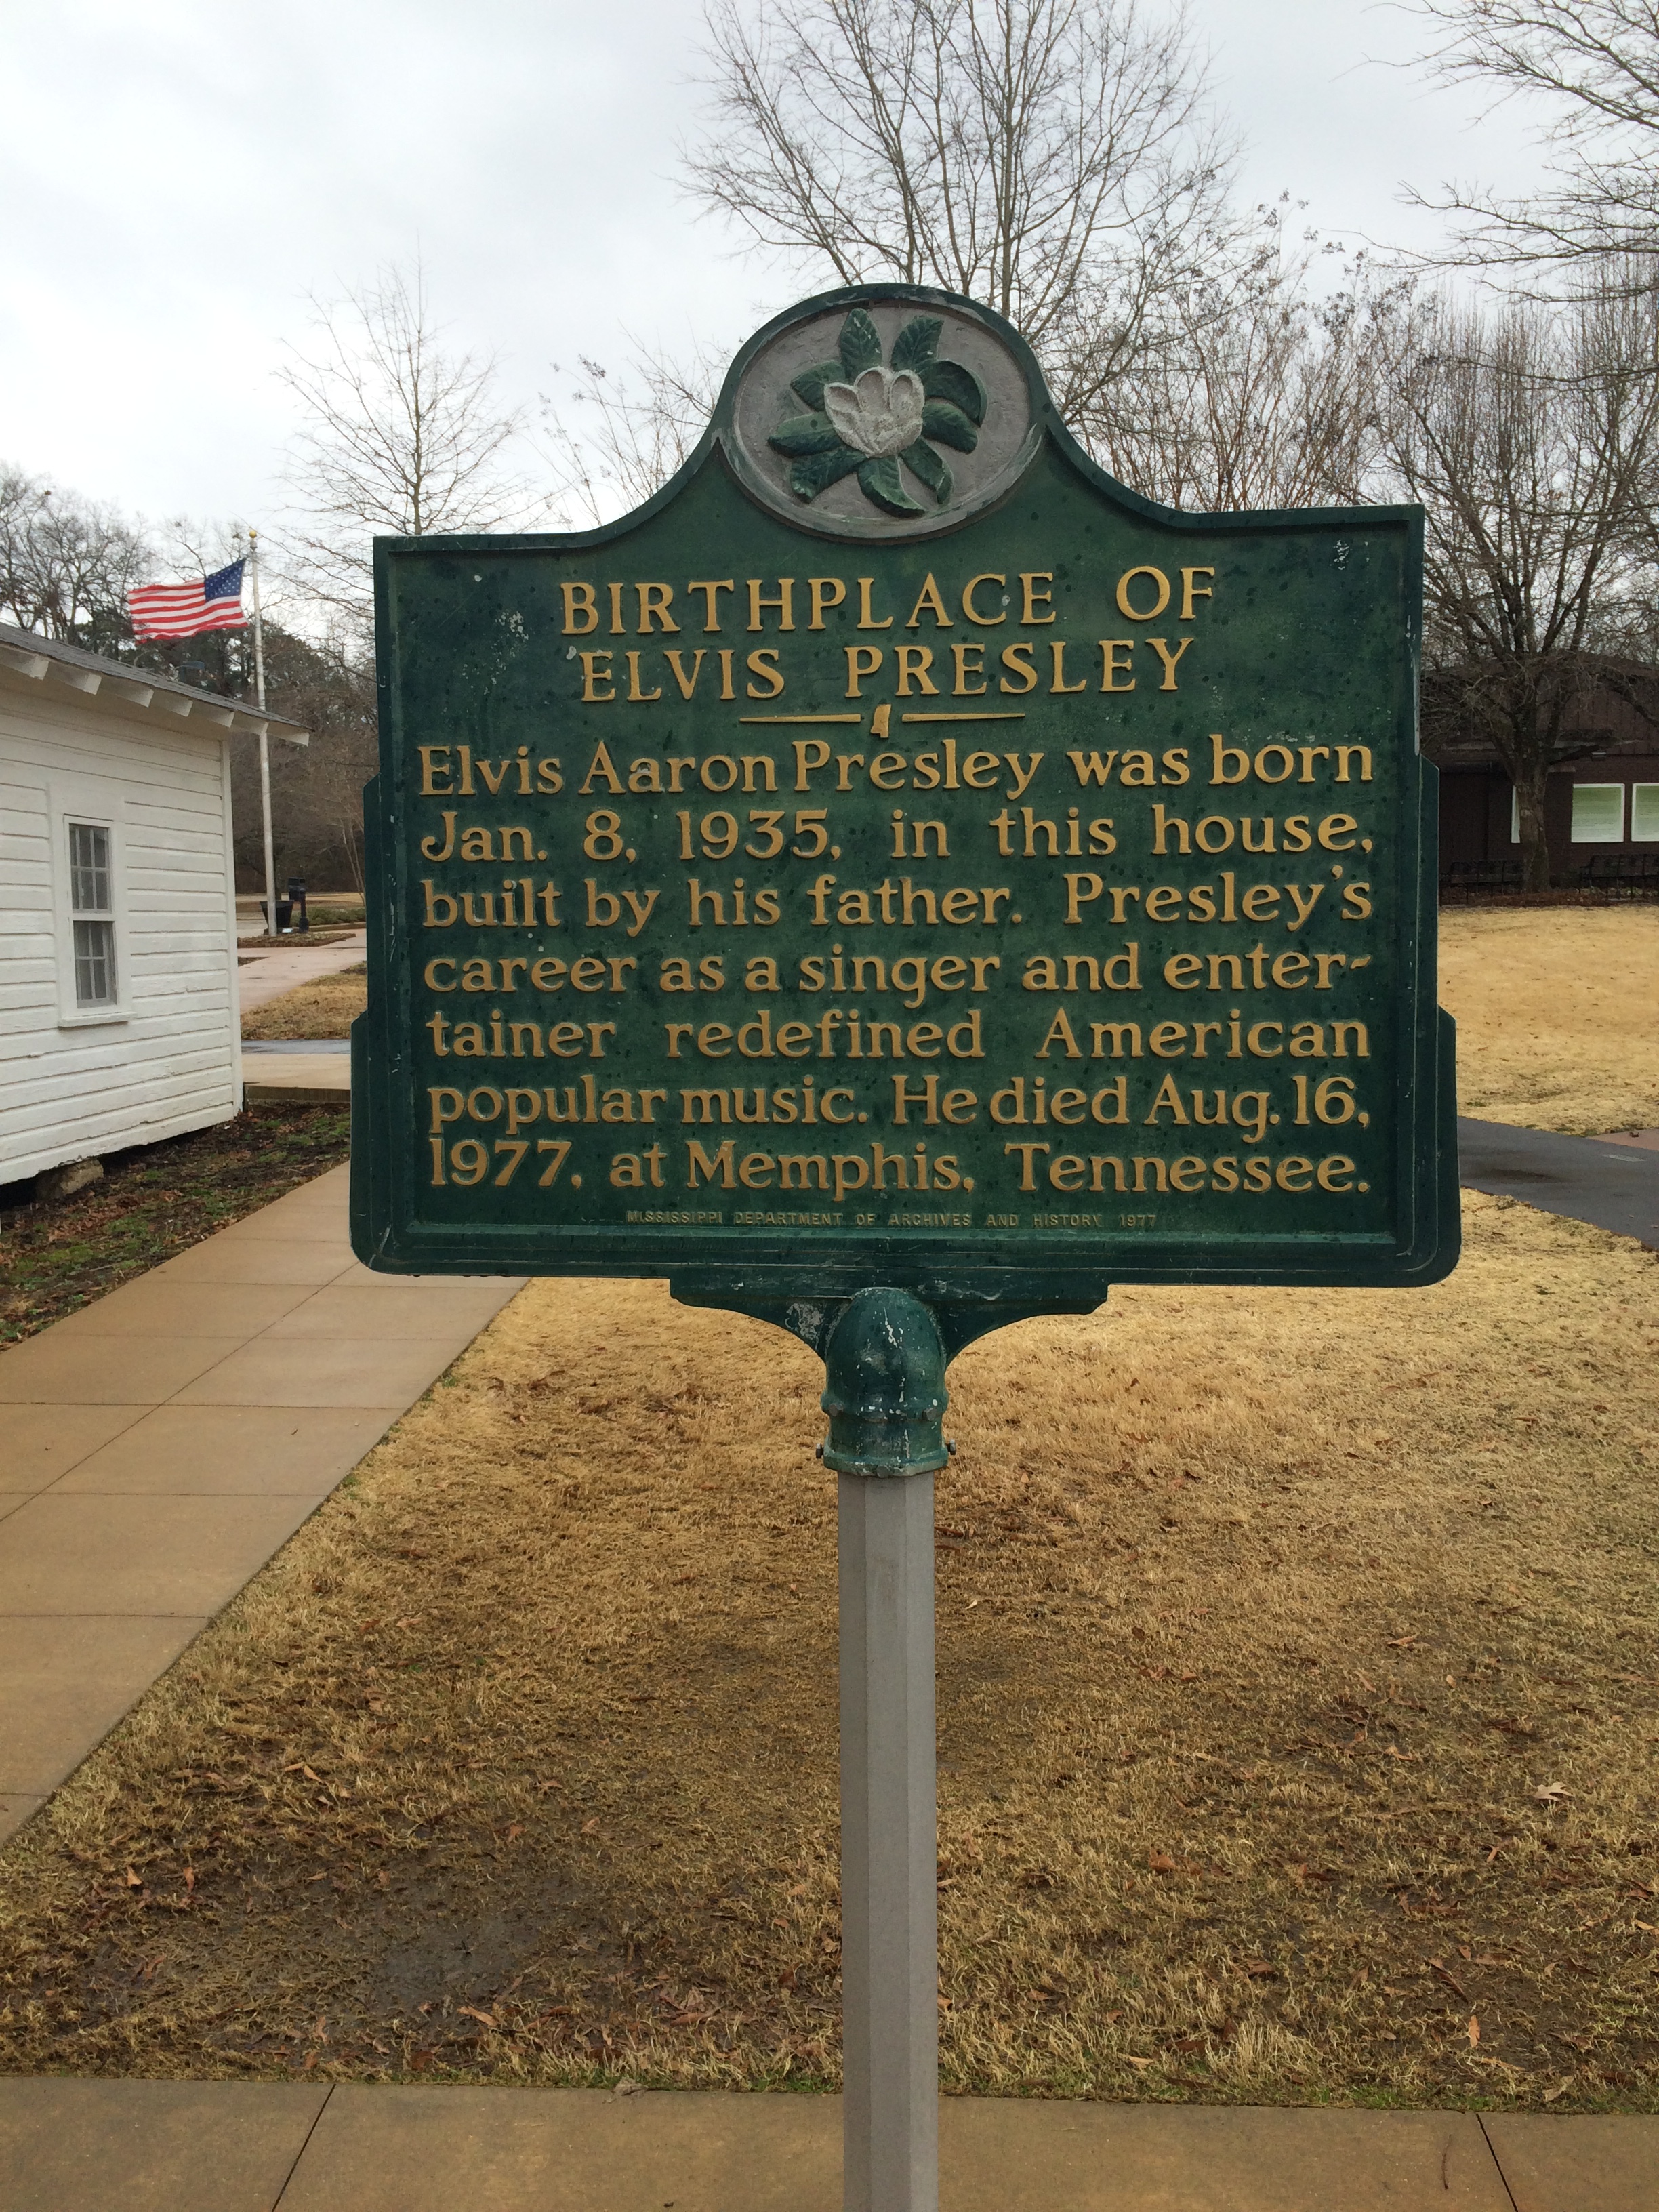 BIRTHPLACE OF
ELVIS PRESLEY
Elvis Aaron Presley was born
Jan. 8, 1935, in this house,
built by his father. Presley's
career as a singer and enter-
tainer redefined American
popular music. He died Aug. 16,
1977, at Memphis, Tennessee.
MISSISSIPPI DEPARTMENT OF ARCHIVES AND HISTORY 1977